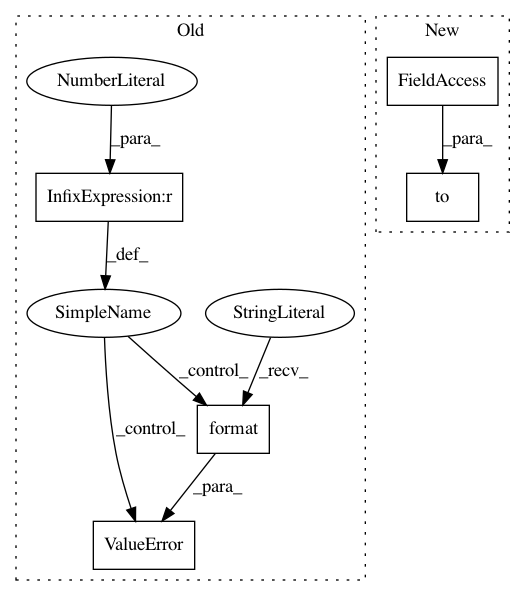 Old
New
NumberLiteral
FieldAccess
_para_
_para_
InfixExpression:r
to
_def_
SimpleName
StringLiteral
_control_
_recv_
_control_
format
_para_
ValueError